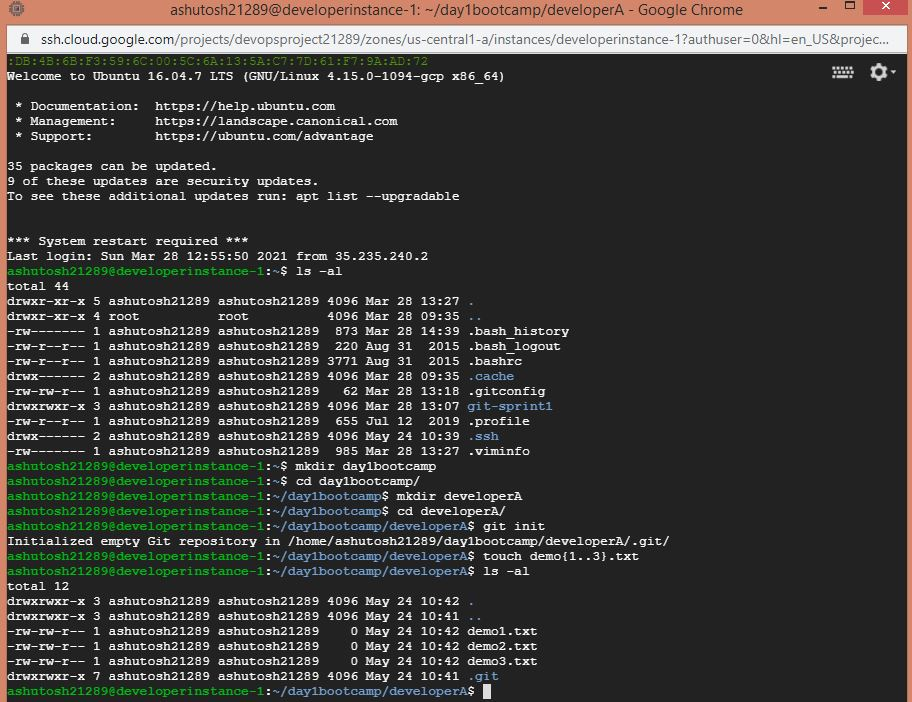 ashutosh21289@developerinstance-1: ~/day1bootcamp/developerA - Google Chrome
ssh.cloud.google.com/projects/devopsproject21289/zones/us-central1-a/instances/developerinstance-1?authuser=0&hl=en_US&projec...
:DB:4B:6B:F3:59:6C:00:5C:6A:13:5A:C7:7D:61:F7:9A:AD:72
Welcome to Ubuntu 16.04.7 LTS (GNU/Linux 4.15.0-1094-gcp x86_64)
 * Documentation:  https://help.ubuntu.com
 * Management:     https://landscape.canonical.com
 * Support:        https://ubuntu.com/advantage
35 packages can be updated.
9 of these updates are security updates.
To see these additional updates run: apt list --upgradable
*** System restart required ***
Last login: Sun Mar 28 12:55:50 2021 from 35.235.240.2
ashutosh21289@developerinstance-1:~$ ls -al
total 44
drwxr-xr-x 5 ashutosh21289 ashutosh21289 4096 Mar 28 13:27 .
drwxr-xr-x 4 root          root          4096 Mar 28 09:35 ..
-rw------- 1 ashutosh21289 ashutosh21289  873 Mar 28 14:39 .bash_history
-rw-r--r-- 1 ashutosh21289 ashutosh21289  220 Aug 31  2015 .bash_logout
-rw-r--r-- 1 ashutosh21289 ashutosh21289 3771 Aug 31  2015 .bashrc
drwx------ 2 ashutosh21289 ashutosh21289 4096 Mar 28 09:35 .cache
-rw-rw-r-- 1 ashutosh21289 ashutosh21289   62 Mar 28 13:18 .gitconfig
drwxrwxr-x 3 ashutosh21289 ashutosh21289 4096 Mar 28 13:07 git-sprint1
-rw-r--r-- 1 ashutosh21289 ashutosh21289  655 Jul 12  2019 .profile
drwx------ 2 ashutosh21289 ashutosh21289 4096 May 24 10:39 .ssh
-rw------- 1 ashutosh21289 ashutosh21289  985 Mar 28 13:27 .viminfo
ashutosh21289@developerinstance-1:~$ mkdir day1bootcamp
ashutosh21289@developerinstance-1:~$ cd day1bootcamp/
ashutosh21289@developerinstance-1:~/day1bootcamp$ mkdir developerA
ashutosh21289@developerinstance-1:~/day1bootcamp$ cd developerA/
ashutosh21289@developerinstance-1:~/day1bootcamp/developerA$ git init
Initialized empty Git repository in /home/ashutosh21289/day1bootcamp/developerA/.git/
ashutosh21289@developerinstance-1:~/day1bootcamp/developerA$ touch demo{1..3}.txt
ashutosh21289@developerinstance-1:~/day1bootcamp/developerA$ ls -al
total 12
drwxrwxr-x 3 ashutosh21289 ashutosh21289 4096 May 24 10:42 .
drwxrwxr-x 3 ashutosh21289 ashutosh21289 4096 May 24 10:41 ..
-rw-rw-r-- 1 ashutosh21289 ashutosh21289    0 May 24 10:42 demo1.txt
-rw-rw-r-- 1 ashutosh21289 ashutosh21289    0 May 24 10:42 demo2.txt
-rw-rw-r-- 1 ashutosh21289 ashutosh21289    0 May 24 10:42 demo3.txt
drwxrwxr-x 7 ashutosh21289 ashutosh21289 4096 May 24 10:41 .git
ashutosh21289@developerinstance-1:~/day1bootcamp/developerA$